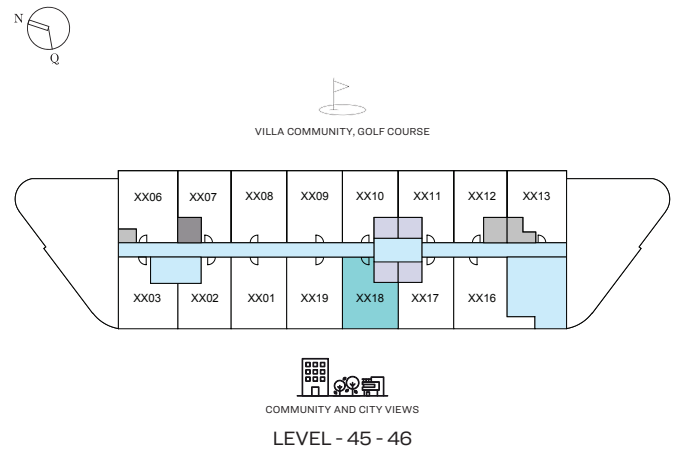 N
Q
VILLA COMMUNITY, GOLF COURSE
XX06 XX07 XX08 XX09 XX10 XX11 XX12 XX13
XX03 XX02 XX01 XX19 XX18 XX17 XX16
COMMUNITY AND CITY VIEWS
LEVEL - 45 - 46